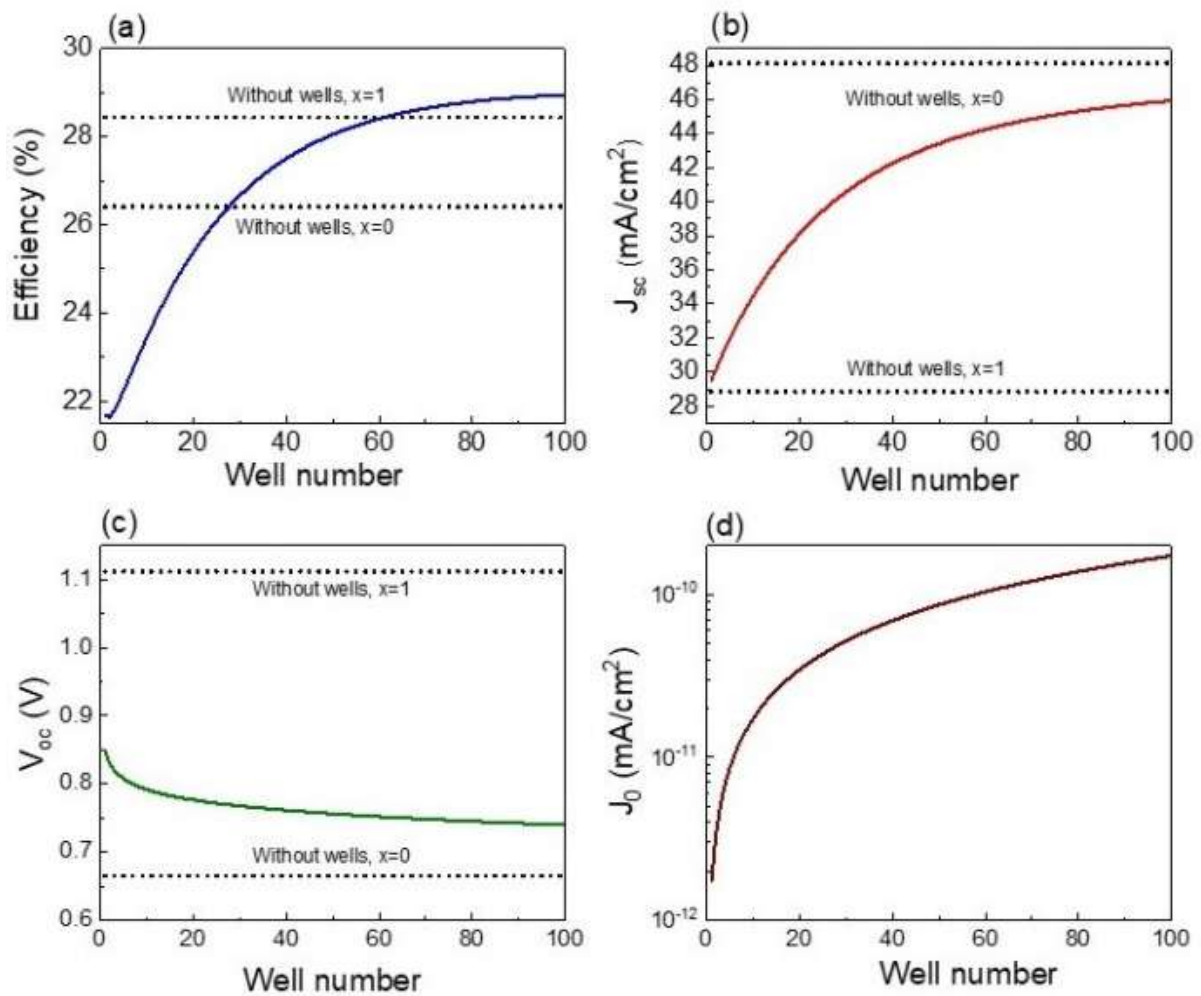 (a)
30
28
26
24
22
Efficiency (%)
Without wells, x=1
Without wells, x=0
0 20 40 60 80 100
Well number
(b)
48
46
44
42
40
38
36
34
32
30
28
J_sc (mA/cm²)
Without wells, x=0
Without wells, x=1
0 20 40 60 80 100
Well number
(c)
1.1
1.0
0.9
0.8
0.7
0.6
V_oc (V)
Without wells, x=1
Without wells, x=0
0 20 40 60 80 100
Well number
(d)
10⁻¹⁰
10⁻¹¹
10⁻¹²
J₀ (mA/cm²)
0 20 40 60 80 100
Well number